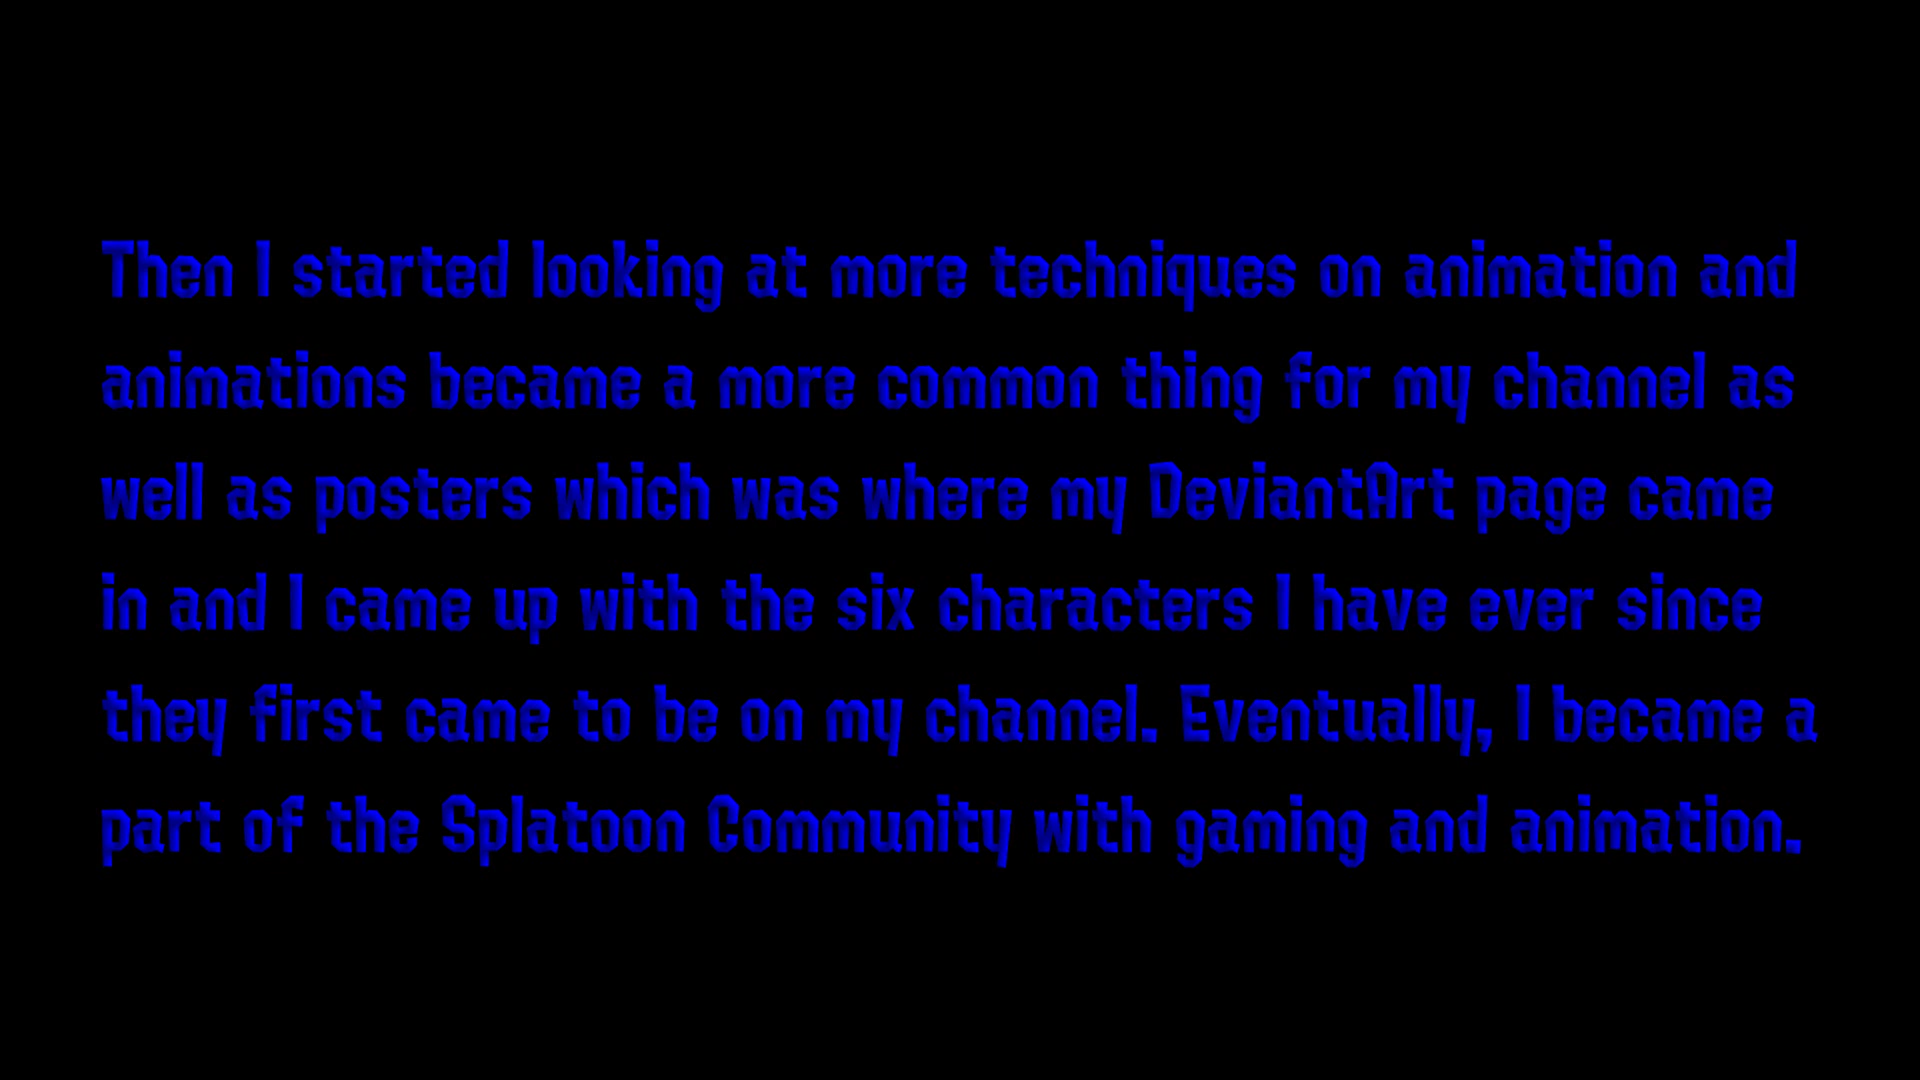 Then I started looking at more techniques on animation and
animations became a more common thing for my channel as
well as posters which was where my DeviantArt page came
in and I came up with the six characters I have ever since
they first came to be on my channel. Eventually, I became a
part of the Splatoon Community with gaming and animation.